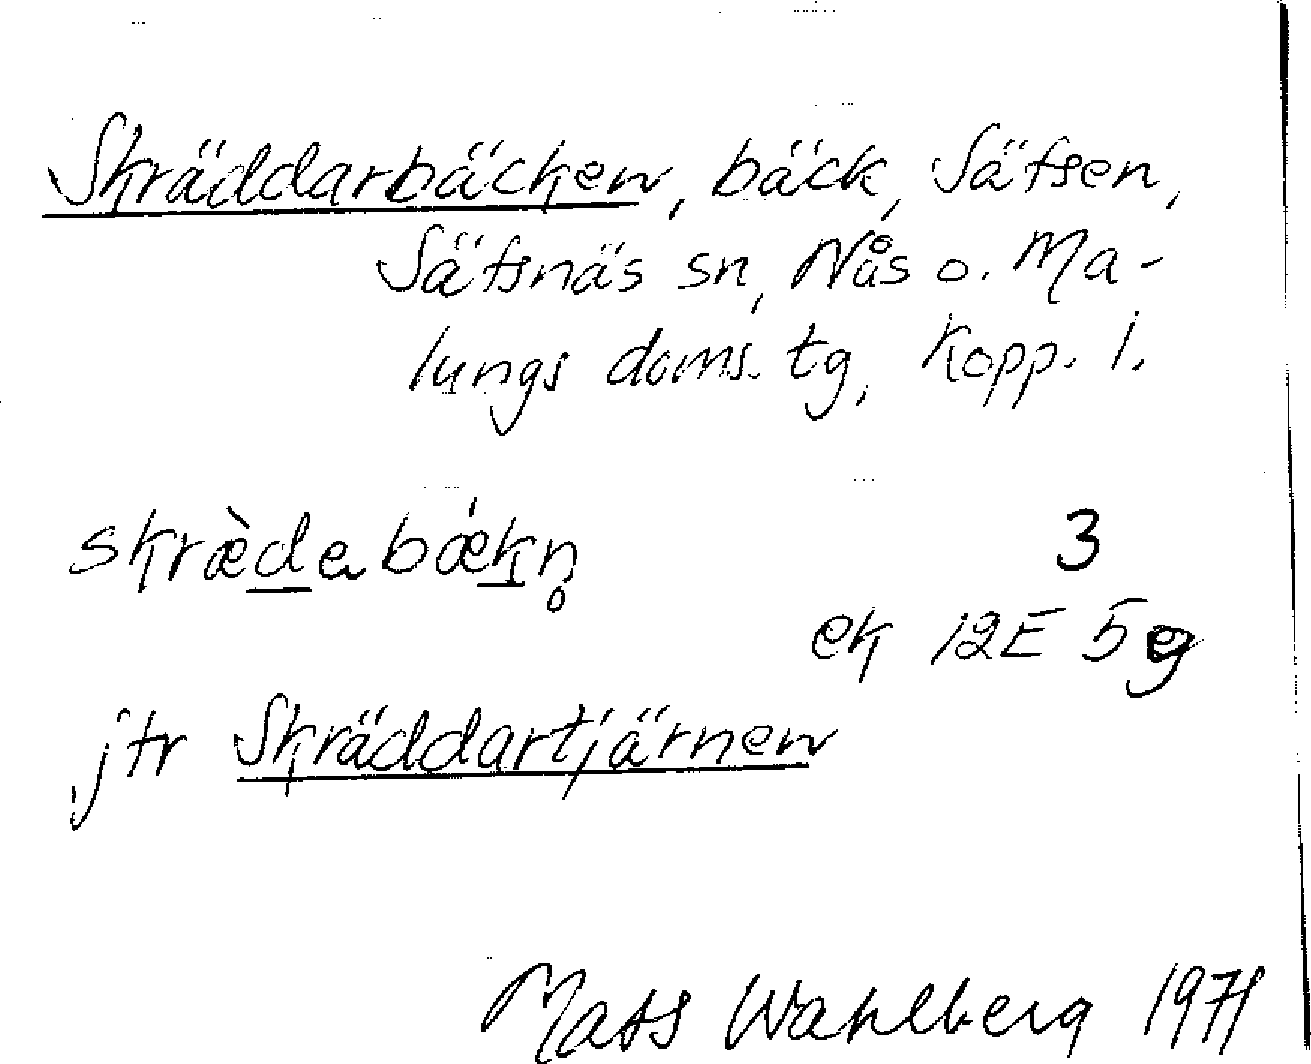 Skräddarbäcken, bäck, Sätsen,
Sätsnäs sn, Nås o. Ma-
lungs doms. tg, Kopp. l.
skrædabækn̥
3
ek 12E 5g
jtr Skräddartjärnen
Mats Wahlberg 1971